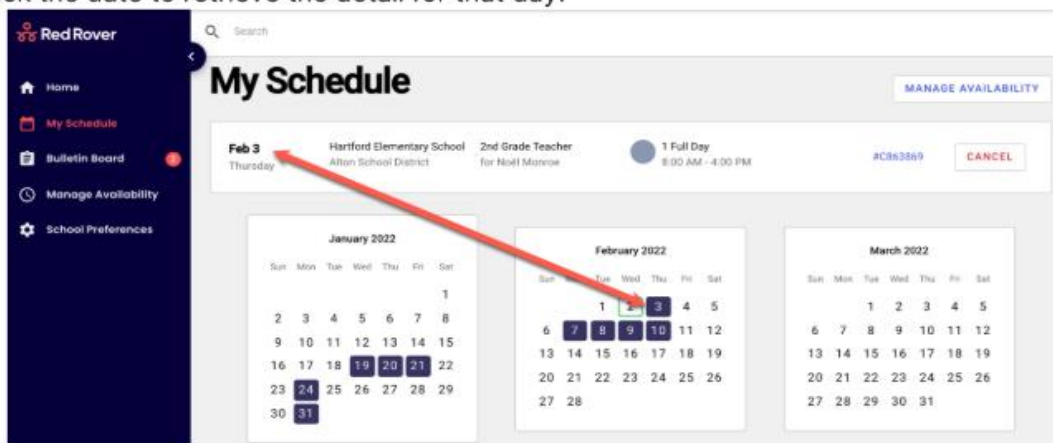 the date to retrieve the detail for that day.
Red Rover
Search
Home
My Schedule
Bulletin Board
Manage Availability
School Preferences
My Schedule
MANAGE AVAILABILITY
Feb 3 Hartford Elementary School 2nd Grade Teacher 1 Full Day
Thursday Alton School District for Noel Monroe 8:00 AM - 4:00 PM
#C863869 CANCEL
January 2022
Sun Mon Tue Wed Thu Fri Sat
1
2 3 4 5 6 7 8
9 10 11 12 13 14 15
16 17 18 19 20 21 22
23 24 25 26 27 28 29
30 31
February 2022
Sun Mon Tue Wed Thu Fri Sat
1 2 3 4 5
6 7 8 9 10 11 12
13 14 15 16 17 18 19
20 21 22 23 24 25 26
27 28
March 2022
Sun Mon Tue Wed Thu Fri Sat
1 2 3 4 5
6 7 8 9 10 11 12
13 14 15 16 17 18 19
20 21 22 23 24 25 26
27 28 29 30 31